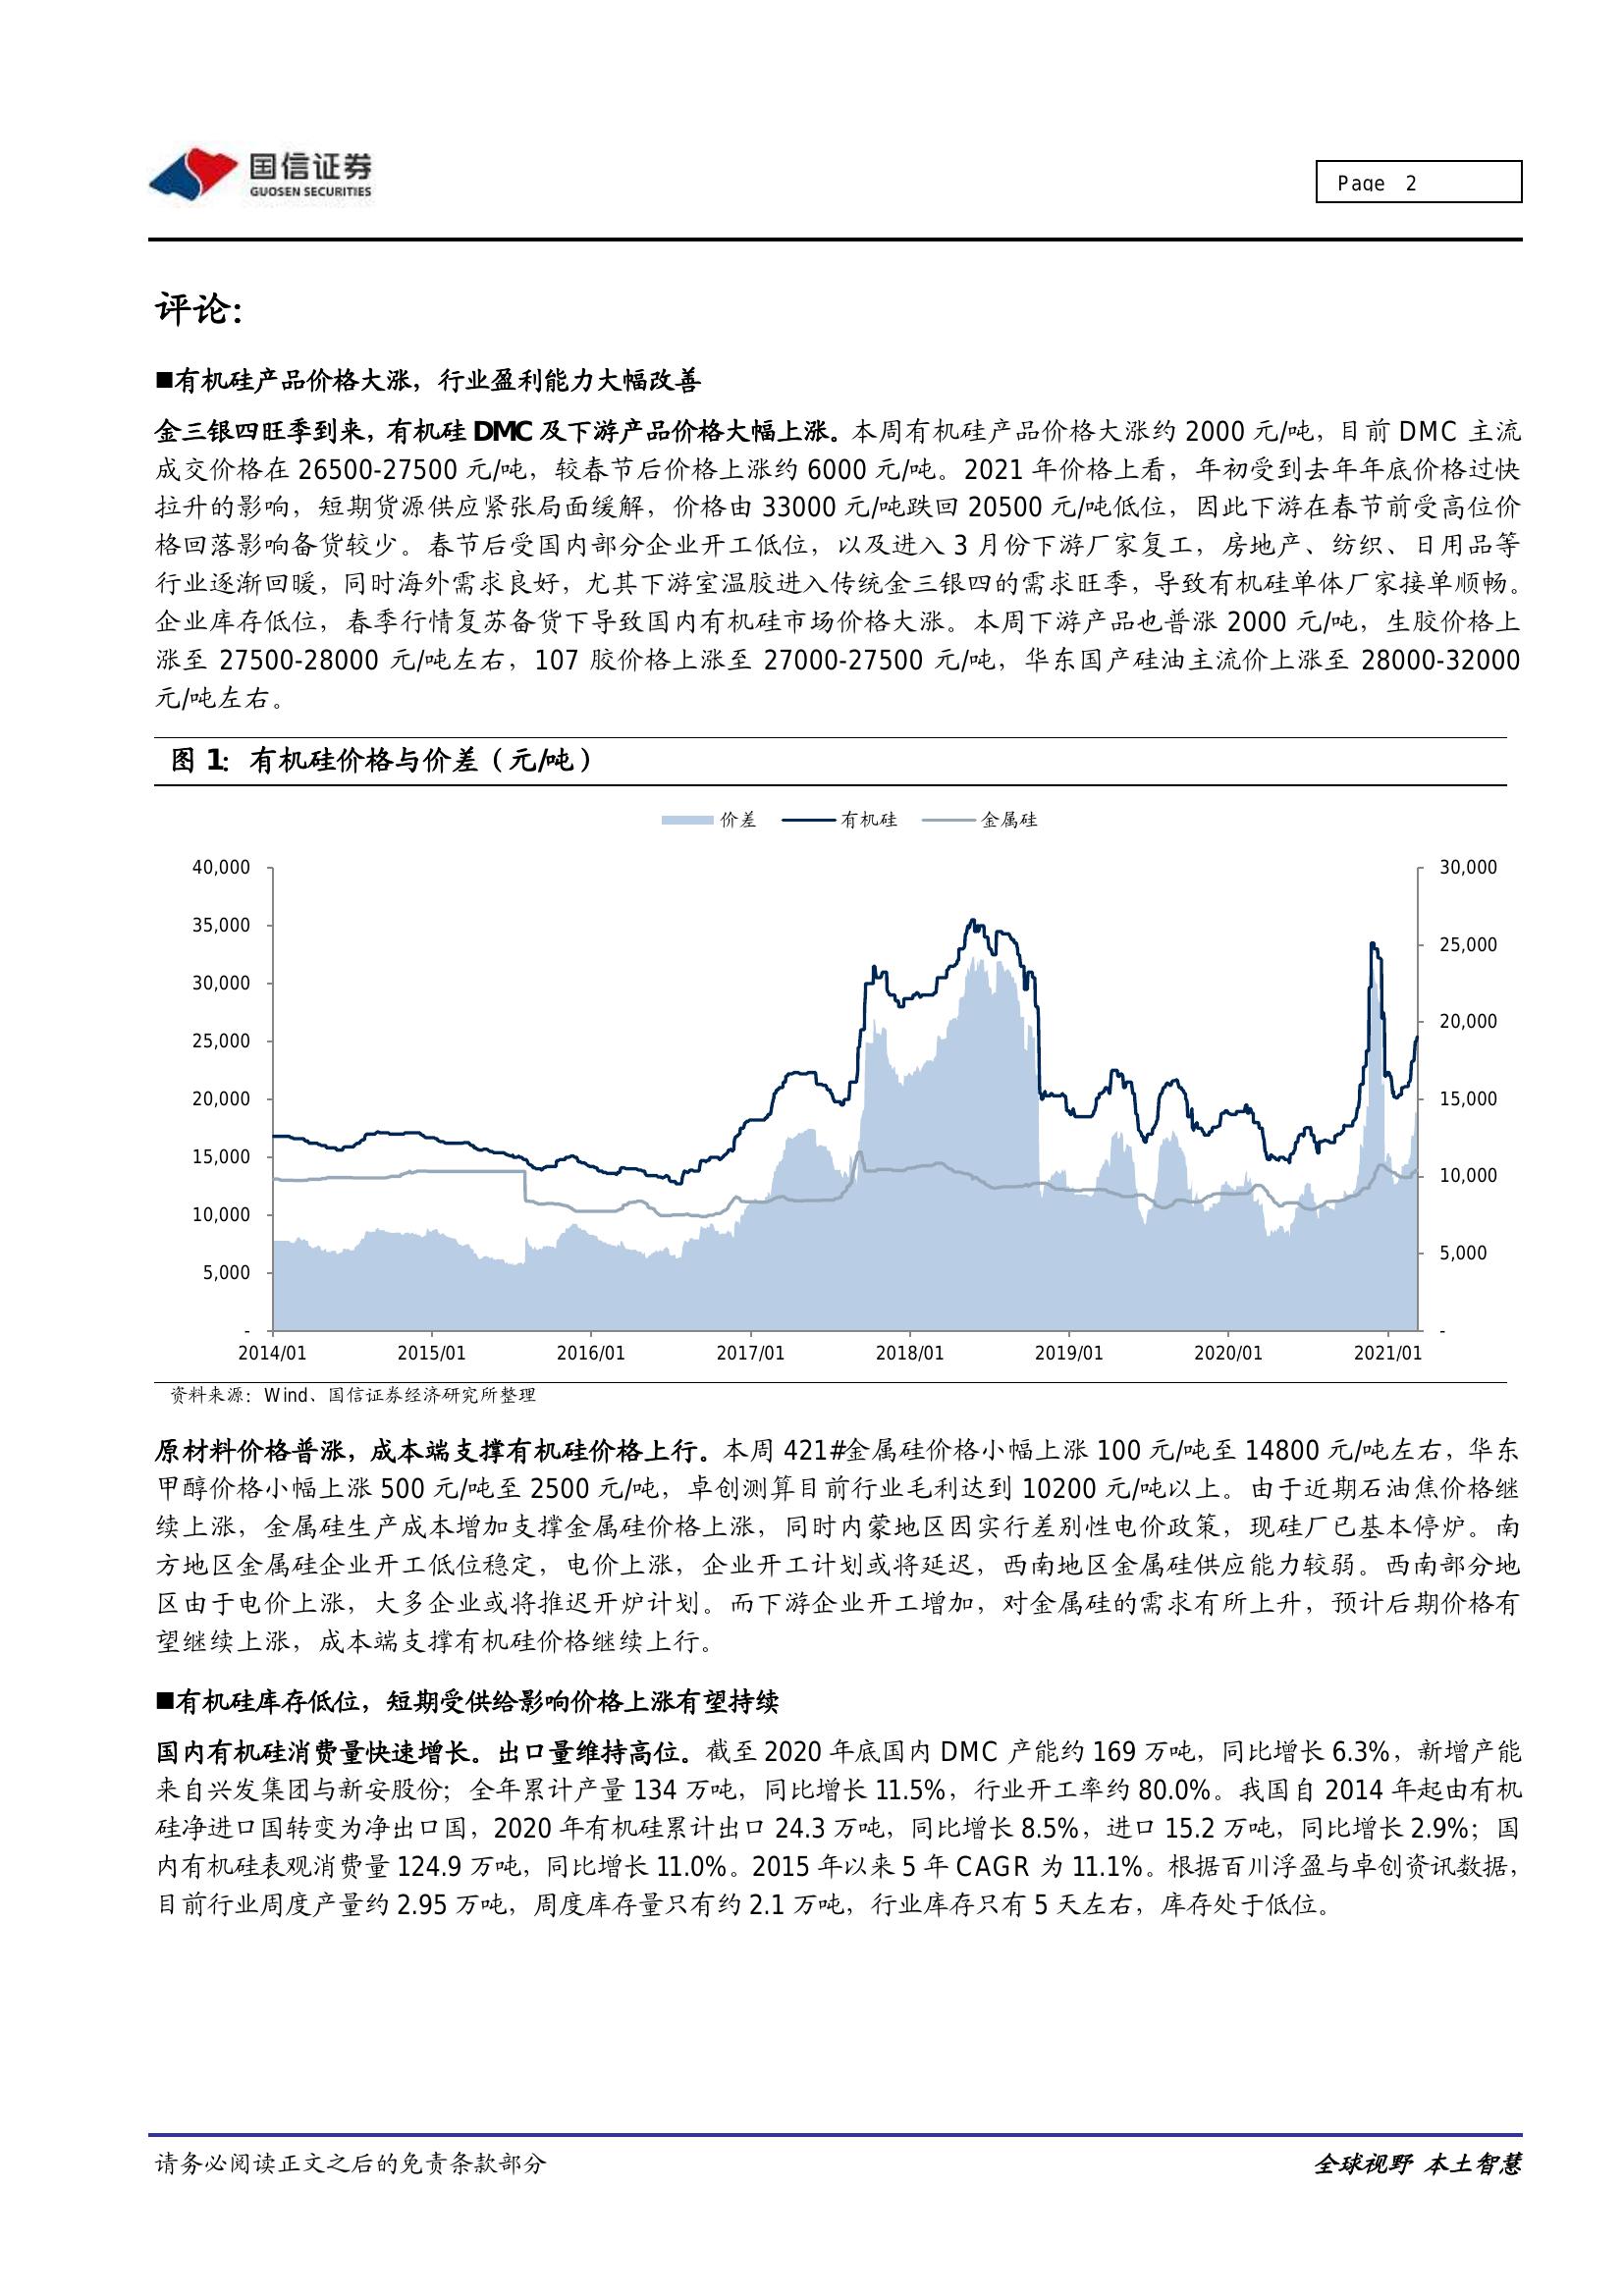 国信证券
GUOSEN SECURITIES
Page 2
评论：
■有机硅产品价格大涨，行业盈利能力大幅改善
金三银四旺季到来，有机硅 DMC 及下游产品价格大幅上涨。本周有机硅产品价格大涨约 2000 元/吨，目前 DMC 主流
成交价格在 26500-27500 元/吨，较春节后价格上涨约 6000 元/吨。2021 年价格上看，年初受到去年年底价格过快
拉升的影响，短期货源供应紧张局面缓解，价格由 33000 元/吨跌回 20500 元/吨低位，因此下游在春节前受高位价
格回落影响备货较少。春节后受国内部分企业开工低位，以及进入 3 月份下游厂家复工，房地产、纺织、日用品等
行业逐渐回暖，同时海外需求良好，尤其下游室温胶进入传统金三银四的需求旺季，导致有机硅单体厂家接单顺畅。
企业库存低位，春季行情复苏备货下导致国内有机硅市场价格大涨。本周下游产品也普涨 2000 元/吨，生胶价格上
涨至 27500-28000 元/吨左右，107 胶价格上涨至 27000-27500 元/吨，华东国产硅油主流价上涨至 28000-32000
元/吨左右。
图 1：有机硅价格与价差（元/吨）
价差 有机硅 金属硅
40,000 30,000
35,000
25,000
30,000
20,000
25,000
20,000 15,000
15,000
10,000
10,000
5,000
5,000
- -
2014/01 2015/01 2016/01 2017/01 2018/01 2019/01 2020/01 2021/01
资料来源：Wind、国信证券经济研究所整理
原材料价格普涨，成本端支撑有机硅价格上行。本周 421#金属硅价格小幅上涨 100 元/吨至 14800 元/吨左右，华东
甲醇价格小幅上涨 500 元/吨至 2500 元/吨，卓创测算目前行业毛利达到 10200 元/吨以上。由于近期石油焦价格继
续上涨，金属硅生产成本增加支撑金属硅价格上涨，同时内蒙地区因实行差别性电价政策，现硅厂已基本停炉。南
方地区金属硅企业开工低位稳定，电价上涨，企业开工计划或将延迟，西南地区金属硅供应能力较弱。西南部分地
区由于电价上涨，大多企业或将推迟开炉计划。而下游企业开工增加，对金属硅的需求有所上升，预计后期价格有
望继续上涨，成本端支撑有机硅价格继续上行。
■有机硅库存低位，短期受供给影响价格上涨有望持续
国内有机硅消费量快速增长。出口量维持高位。截至 2020 年底国内 DMC 产能约 169 万吨，同比增长 6.3%，新增产能
来自兴发集团与新安股份；全年累计产量 134 万吨，同比增长 11.5%，行业开工率约 80.0%。我国自 2014 年起由有机
硅净进口国转变为净出口国，2020 年有机硅累计出口 24.3 万吨，同比增长 8.5%，进口 15.2 万吨，同比增长 2.9%；国
内有机硅表观消费量 124.9 万吨，同比增长 11.0%。2015 年以来 5 年 CAGR 为 11.1%。根据百川浮盈与卓创资讯数据，
目前行业周度产量约 2.95 万吨，周度库存量只有约 2.1 万吨，行业库存只有 5 天左右，库存处于低位。
请务必阅读正文之后的免责条款部分
全球视野 本土智慧